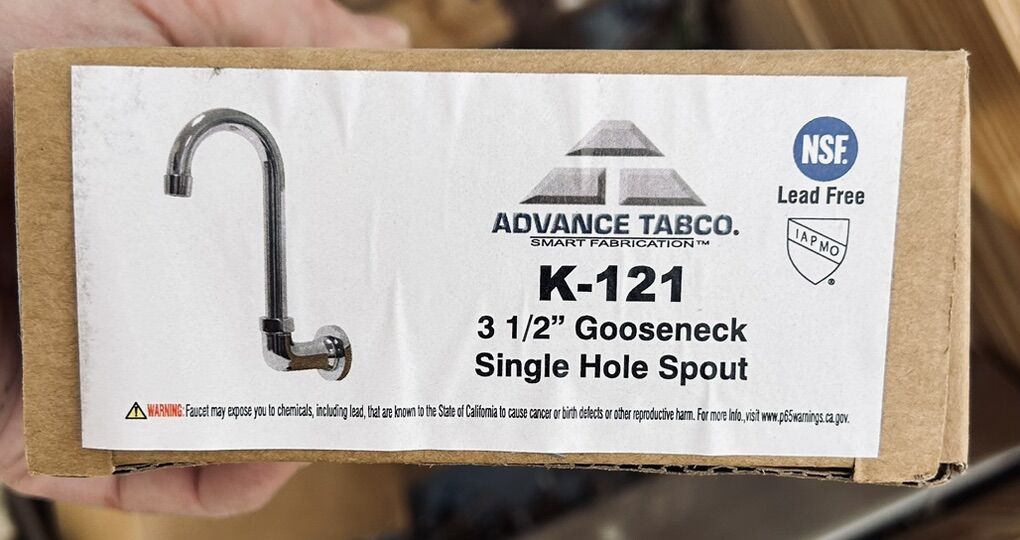 ADVANCE TABCO.
SMART FABRICATION™
K-121
3 1/2” Gooseneck
Single Hole Spout
NSF.
Lead Free
IAPMO
®
WARNING: Faucet may expose you to chemicals, including lead, that are known to the State of California to cause cancer or birth defects or other reproductive harm. For more Info.,visit www.p65warnings.ca.gov.